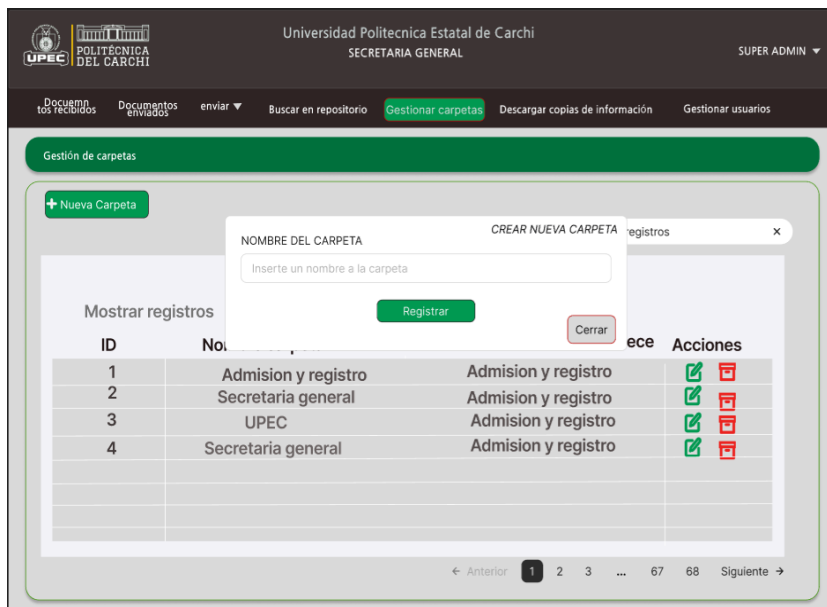 Universidad Politecnica Estatal de Carchi
SECRETARIA GENERAL
UPEC
POLITÉCNICA
DEL CARCHI
SUPER ADMIN
Docuemn
tos recibidos
Documentos
enviados
enviar
Buscar en repositorio
Gestionar carpetas
Descargar copias de información
Gestionar usuarios
Gestión de carpetas
+ Nueva Carpeta
CREAR NUEVA CARPETA
NOMBRE DEL CARPETA
Inserte un nombre a la carpeta
Registrar
Cerrar
egistros x
Mostrar registros
ID Acciones
1 Admision y registro Admision y registro
2 Secretaria general Admision y registro
3 UPEC Admision y registro
4 Secretaria general Admision y registro
← Anterior 1 2 3 ... 67 68 Siguiente →